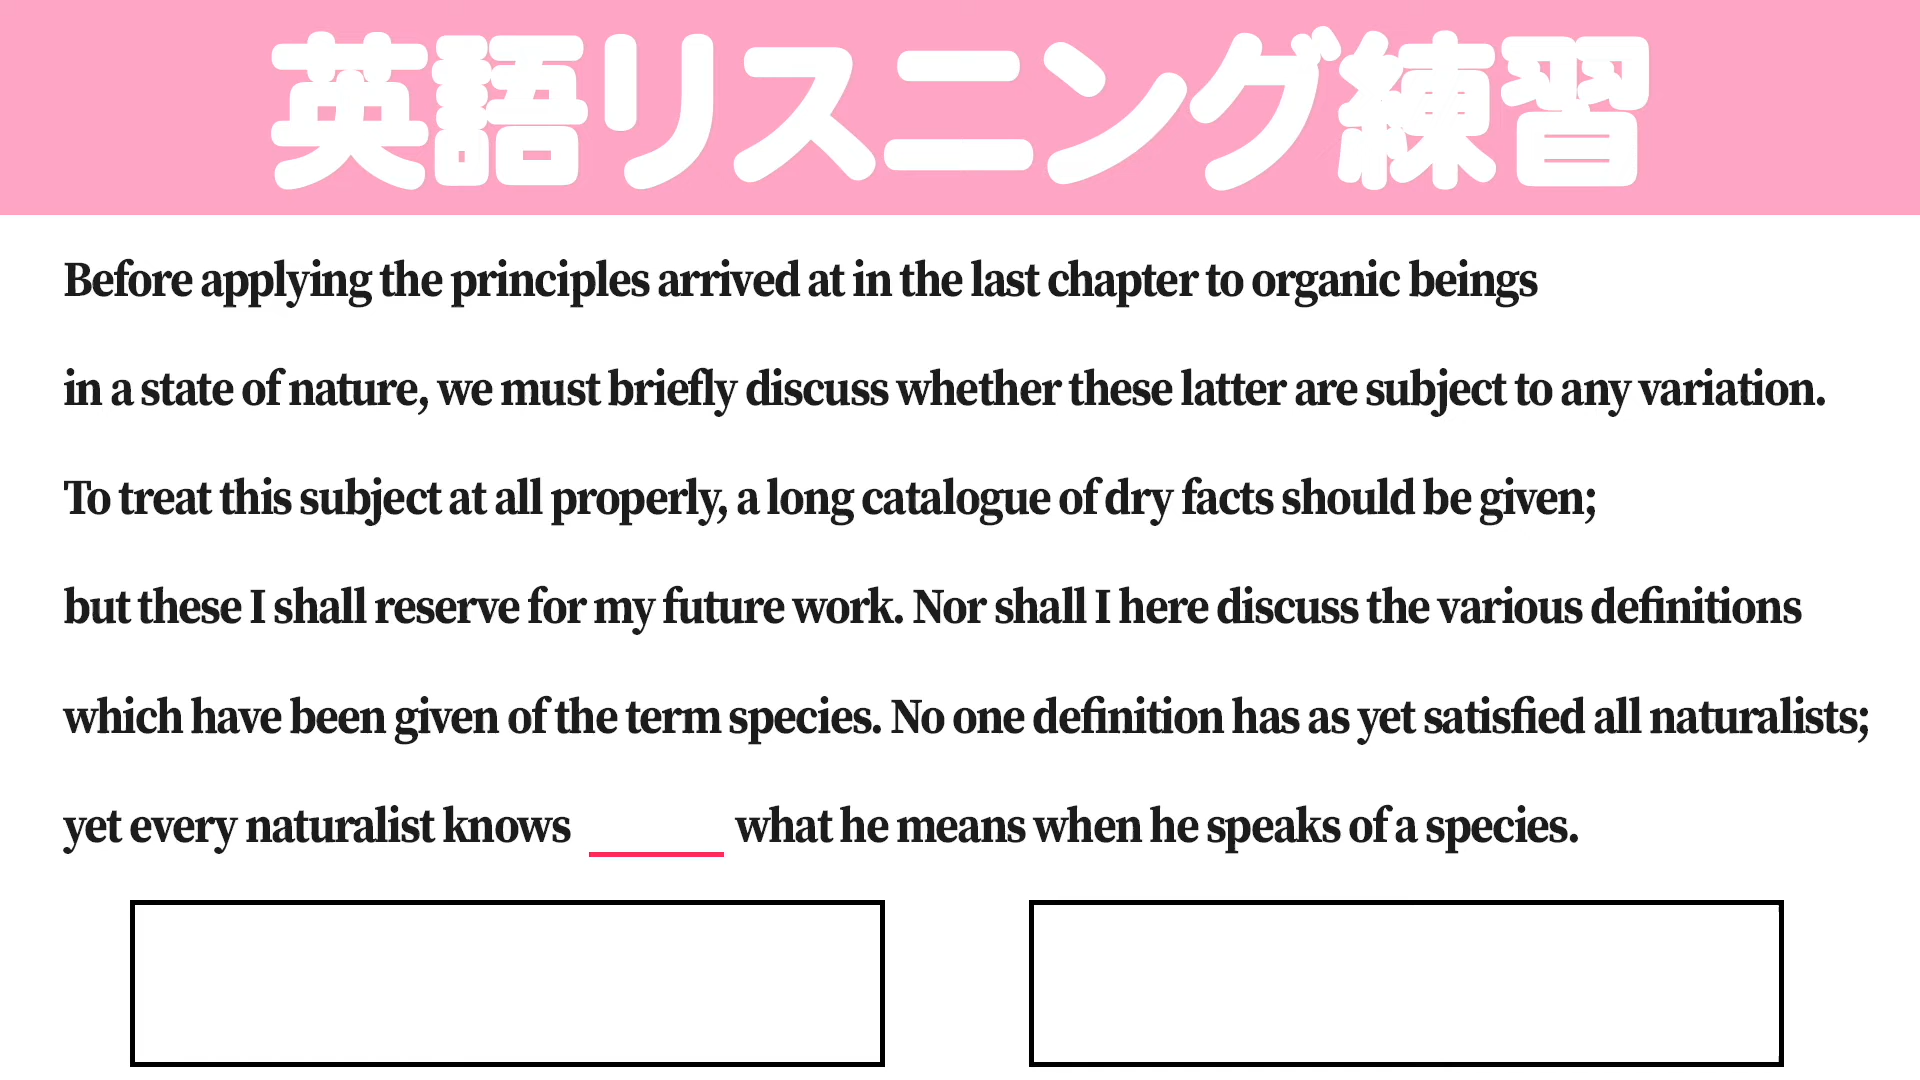 英語リスニング練習
Before applying the principles arrived at in the last chapter to organic beings
in a state of nature, we must briefly discuss whether these latter are subject to any variation.
To treat this subject at all properly, a long catalogue of dry facts should be given;
but these I shall reserve for my future work. Nor shall I here discuss the various definitions
which have been given of the term species. No one definition has as yet satisfied all naturalists;
yet every naturalist knows ______ what he means when he speaks of a species.